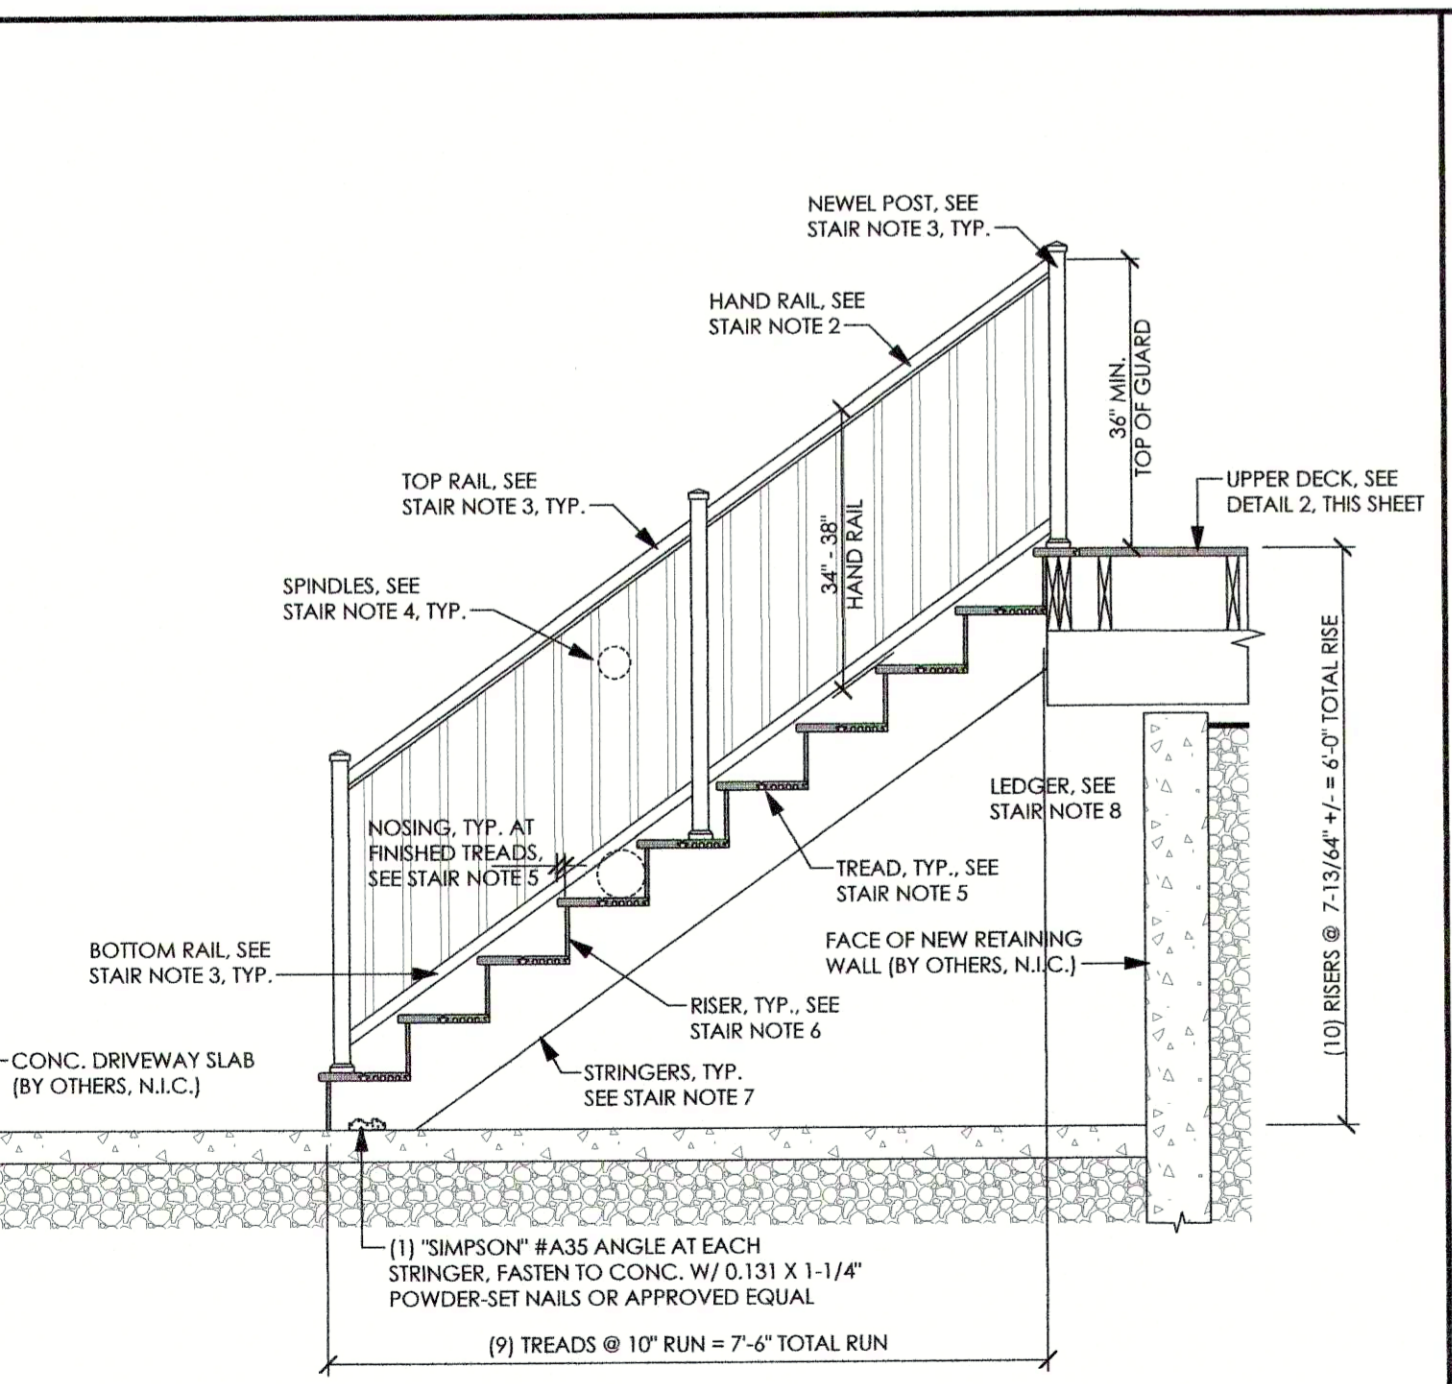 NEWEL POST, SEE
STAIR NOTE 3, TYP.
HAND RAIL, SEE
STAIR NOTE 2
36" MIN.
TOP OF GUARD
TOP RAIL, SEE
STAIR NOTE 3, TYP.
UPPER DECK, SEE
DETAIL 2, THIS SHEET
34" - 38"
HAND RAIL
SPINDLES, SEE
STAIR NOTE 4, TYP.
(10) RISERS @ 7-13/64" +/- = 6'-0" TOTAL RISE
LEDGER, SEE
STAIR NOTE 8
NOSING, TYP. AT
FINISHED TREADS,
SEE STAIR NOTE 5
TREAD, TYP., SEE
STAIR NOTE 5
FACE OF NEW RETAINING
WALL (BY OTHERS, N.I.C.)
BOTTOM RAIL, SEE
STAIR NOTE 3, TYP.
RISER, TYP., SEE
STAIR NOTE 6
CONC. DRIVEWAY SLAB
(BY OTHERS, N.I.C.)
STRINGERS, TYP.
SEE STAIR NOTE 7
(1) "SIMPSON" #A35 ANGLE AT EACH
STRINGER, FASTEN TO CONC. W/ 0.131 X 1-1/4"
POWDER-SET NAILS OR APPROVED EQUAL
(9) TREADS @ 10" RUN = 7'-6" TOTAL RUN